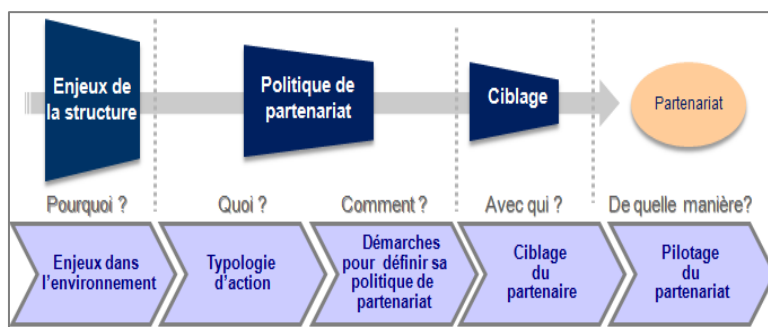 Enjeux de
la structure
Politique de
partenariat
Ciblage
Partenariat
Pourquoi ?
Quoi ?
Comment ?
Avec qui ?
De quelle manière?
Enjeux dans
l'environnement
Typologie
d'action
Démarches
pour définir sa
politique de
partenariat
Ciblage
du
partenaire
Pilotage
du
partenariat